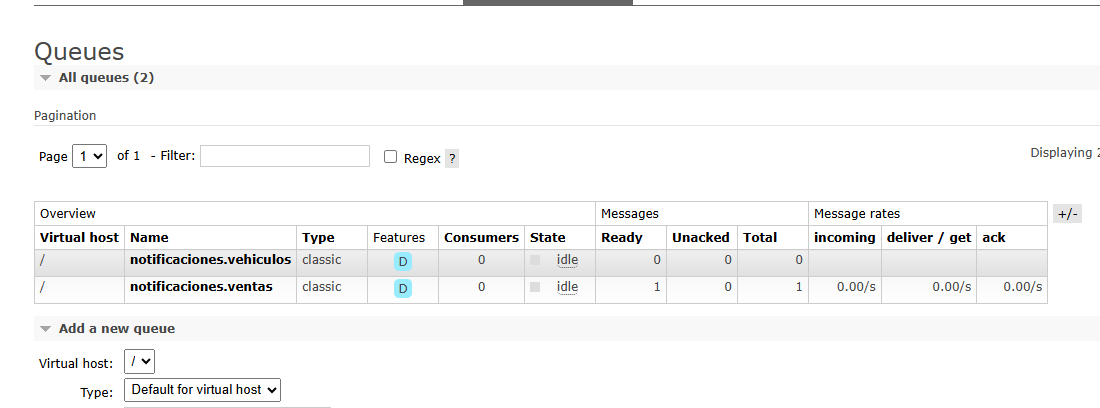 Queues
All queues (2)
Pagination
Page 1 of 1 - Filter: Regex ? Displaying 2
Overview Messages Message rates +/-
Virtual host Name Type Features Consumers State Ready Unacked Total incoming deliver / get ack
/ notificaciones.vehiculos classic D 0 idle 0 0 0
/ notificaciones.ventas classic D 0 idle 1 0 1 0.00/s 0.00/s 0.00/s
Add a new queue
Virtual host: /
Type: Default for virtual host